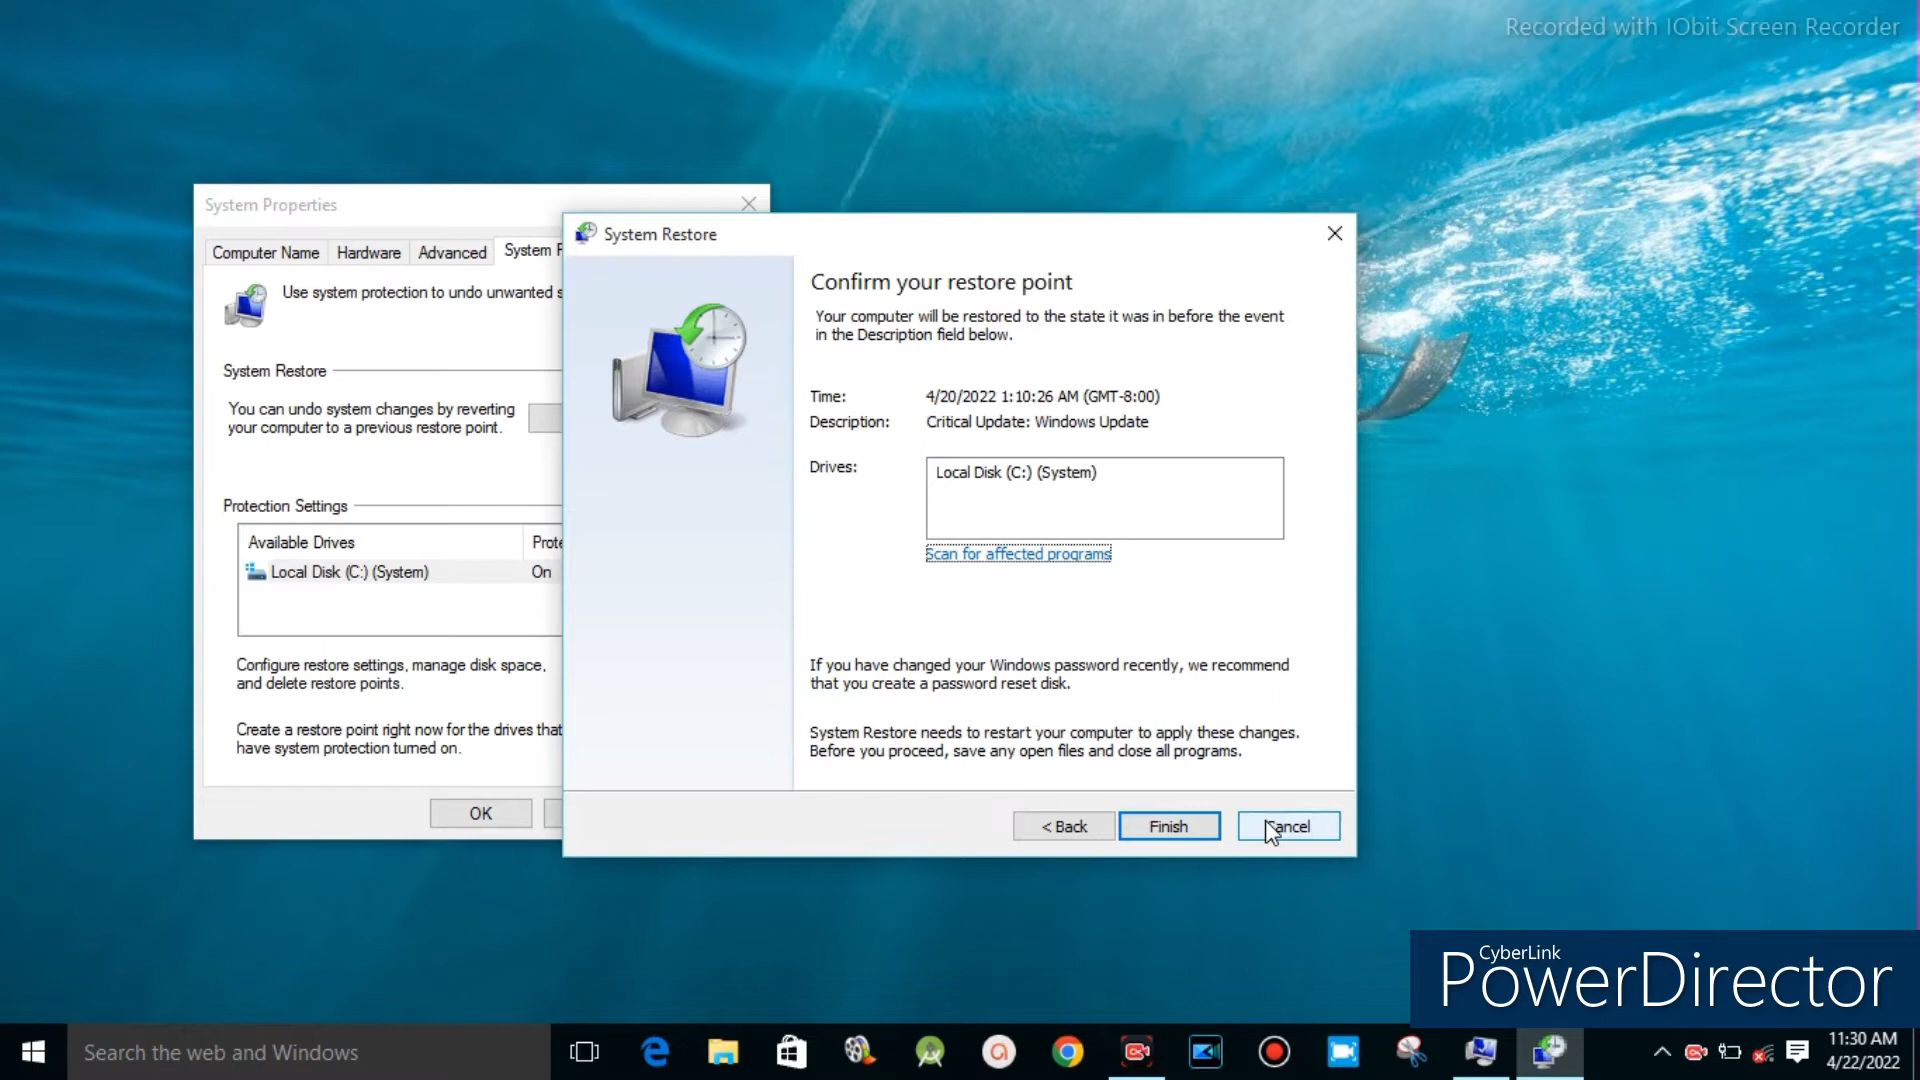 Recorded with IObit Screen Recorder
System Properties
Computer Name
Hardware
Advanced
System
Use system protection to undo unwanted
System Restore
You can undo system changes by reverting
your computer to a previous restore point.
Protection Settings
Available Drives
Local Disk (C:) (System)
On
Configure restore settings, manage disk space,
and delete restore points.
Create a restore point right now for the drives that
have system protection turned on.
OK
System Restore
Confirm your restore point
Your computer will be restored to the state it was in before the event
in the Description field below.
Time: 4/20/2022 1:10:26 AM (GMT-8:00)
Description: Critical Update: Windows Update
Drives:
Local Disk (C:) (System)
Scan for affected programs
If you have changed your Windows password recently, we recommend
that you create a password reset disk.
System Restore needs to restart your computer to apply these changes.
Before you proceed, save any open files and close all programs.
< Back
Finish
Cancel
CyberLink
PowerDirector
Search the web and Windows
11:30 AM
4/22/2022